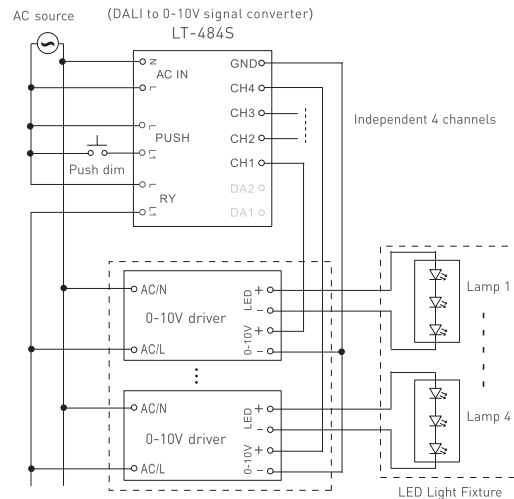 AC source
(DALI to 0-10V signal converter)
LT-484S
N
AC IN
L
GND
CH4
L
PUSH
L1
CH3
CH2
CH1
Push dim
L
RY
L1
DA2
DA1
Independent 4 channels
AC/N
0-10V driver
AC/L
LED + -
0-10V + -
AC/N
0-10V driver
AC/L
LED + -
0-10V + -
Lamp 1
Lamp 4
LED Light Fixture